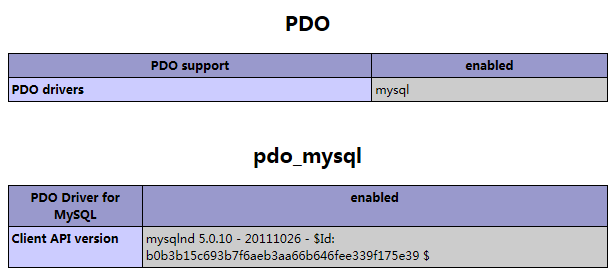 PDO
PDO support enabled
PDO drivers mysql
pdo_mysql
PDO Driver for enabled
MySQL
Client API version mysqlnd 5.0.10 - 20111026 - $Id:
b0b3b15c693b7f6aeb3aa66b646fee339f175e39 $